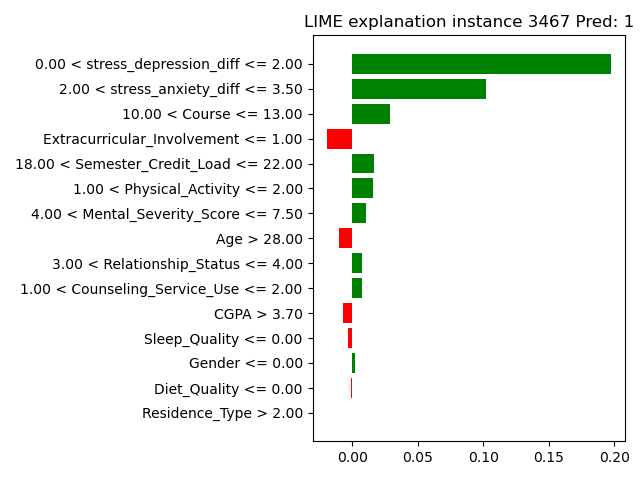 LIME explanation instance 3467 Pred: 1
0.00 < stress_depression_diff <= 2.00
2.00 < stress_anxiety_diff <= 3.50
10.00 < Course <= 13.00
Extracurricular_Involvement <= 1.00
18.00 < Semester_Credit_Load <= 22.00
1.00 < Physical_Activity <= 2.00
4.00 < Mental_Severity_Score <= 7.50
Age > 28.00
3.00 < Relationship_Status <= 4.00
1.00 < Counseling_Service_Use <= 2.00
CGPA > 3.70
Sleep_Quality <= 0.00
Gender <= 0.00
Diet_Quality <= 0.00
Residence_Type > 2.00
0.00 0.05 0.10 0.15 0.20